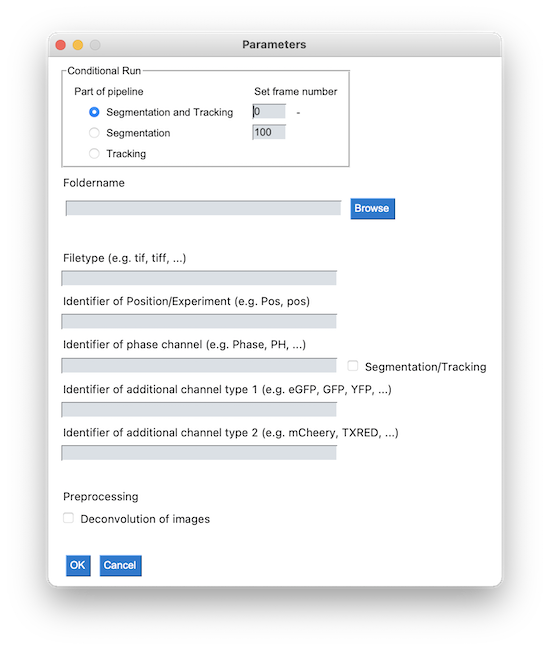 Parameters
Conditional Run
Part of pipeline Set frame number
Segmentation and Tracking 0 -
Segmentation 100
Tracking
Foldername
Browse
Filetype (e.g. tif, tiff, ...)
Identifier of Position/Experiment (e.g. Pos, pos)
Identifier of phase channel (e.g. Phase, PH, ...)
Segmentation/Tracking
Identifier of additional channel type 1 (e.g. eGFP, GFP, YFP, ...)
Identifier of additional channel type 2 (e.g. mCheery, TXRED, ...)
Preprocessing
Deconvolution of images
OK Cancel